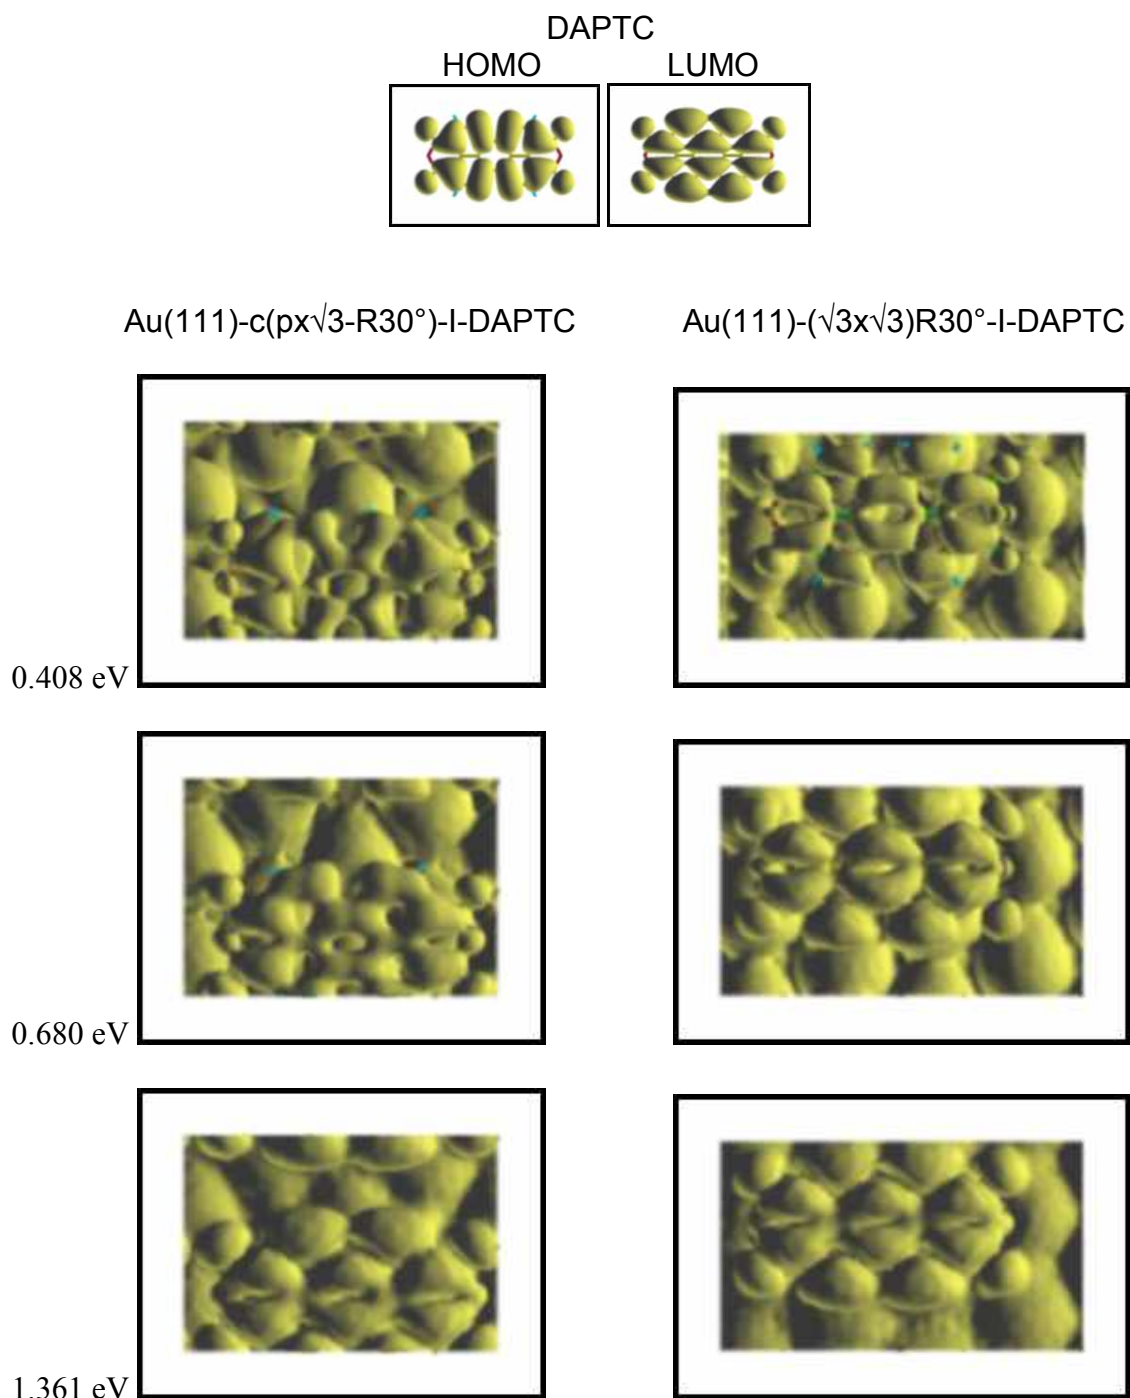 DAPTC
HOMO LUMO
Au(111)-c(px√3-R30°)-I-DAPTC Au(111)-(√3x√3)R30°-I-DAPTC
0.408 eV
0.680 eV
1.361 eV